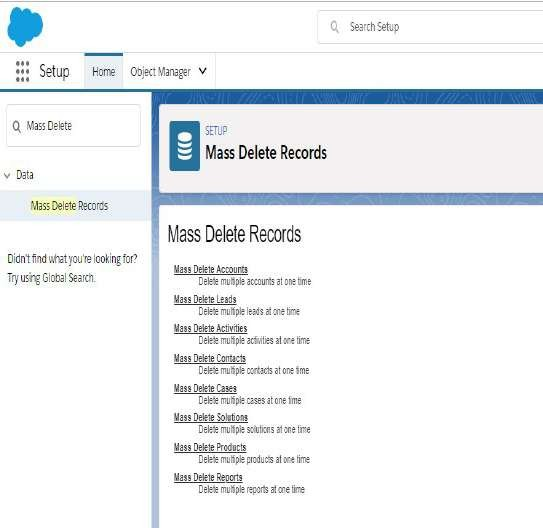 Search Setup
Setup
Home
Object Manager
Mass Delete
Data
Mass Delete Records
Didn't find what you're looking for?
Try using Global Search.
SETUP
Mass Delete Records
Mass Delete Records
Mass Delete Accounts
Delete multiple accounts at one time
Mass Delete Leads
Delete multiple leads at one time
Mass Delete Activities
Delete multiple activities at one time
Mass Delete Contacts
Delete multiple contacts at one time
Mass Delete Cases
Delete multiple cases at one time
Mass Delete Solutions
Delete multiple solutions at one time
Mass Delete Products
Delete multiple products at one time
Mass Delete Reports
Delete multiple reports at one time